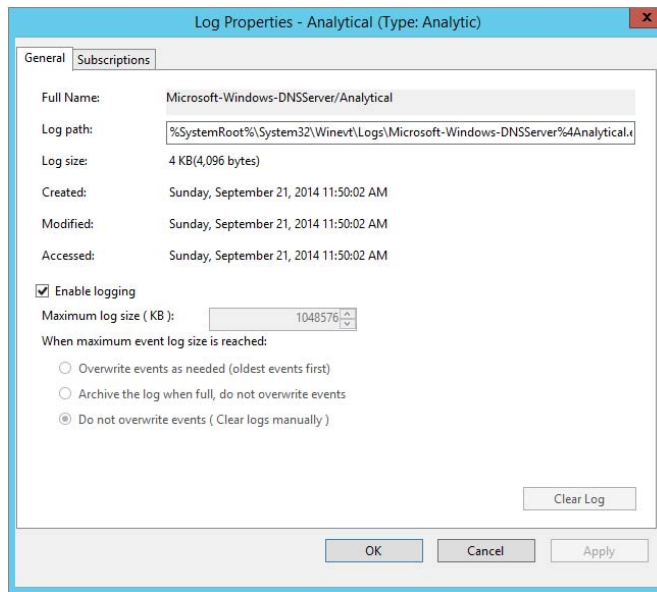 Log Properties - Analytical (Type: Analytic)
x
General Subscriptions
Full Name: Microsoft-Windows-DNSServer/Analytical
Log path: %SystemRoot%\System32\Winevt\Logs\Microsoft-Windows-DNSServer%4Analytical.e
Log size: 4 KB(4,096 bytes)
Created: Sunday, September 21, 2014 11:50:02 AM
Modified: Sunday, September 21, 2014 11:50:02 AM
Accessed: Sunday, September 21, 2014 11:50:02 AM
Enable logging
Maximum log size ( KB ): 1048576
When maximum event log size is reached:
Overwrite events as needed (oldest events first)
Archive the log when full, do not overwrite events
Do not overwrite events ( Clear logs manually )
Clear Log
OK Cancel Apply